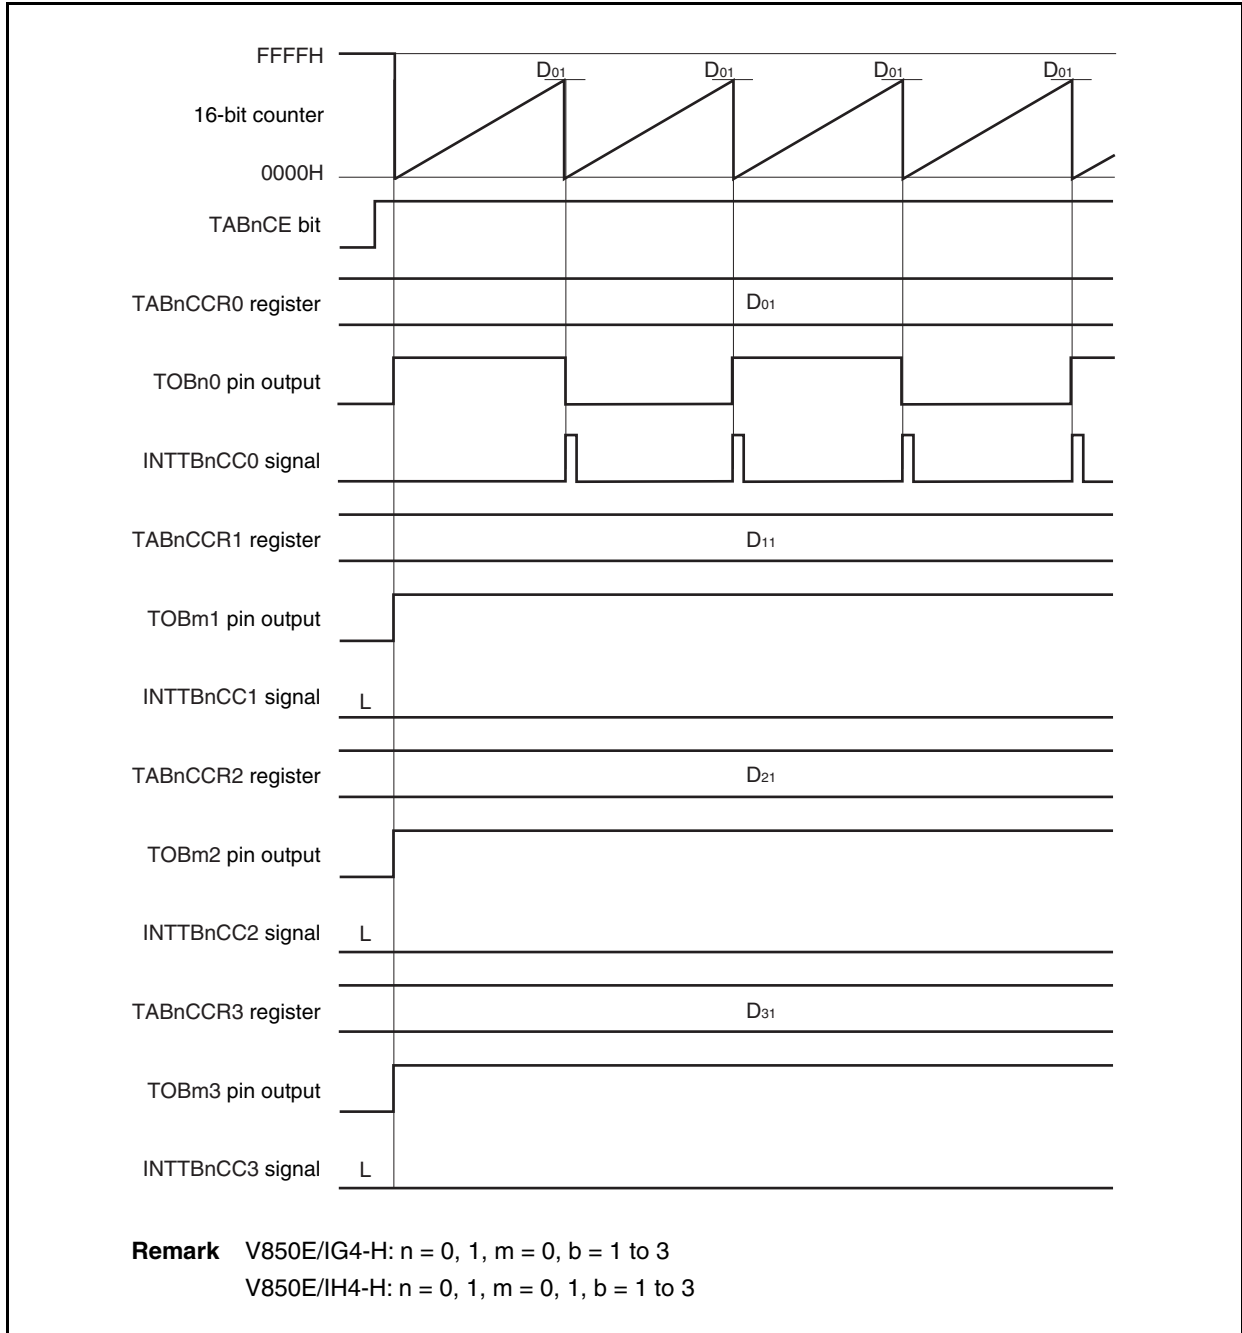 FFFFH
D01 D01 D01 D01
16-bit counter
0000H
TABnCE bit
TABnCCR0 register D01
TOBn0 pin output
INTTBnCC0 signal
TABnCCR1 register D11
TOBm1 pin output
INTTBnCC1 signal L
TABnCCR2 register D21
TOBm2 pin output
INTTBnCC2 signal L
TABnCCR3 register D31
TOBm3 pin output
INTTBnCC3 signal L
Remark V850E/IG4-H: n = 0, 1, m = 0, b = 1 to 3
V850E/IH4-H: n = 0, 1, m = 0, 1, b = 1 to 3